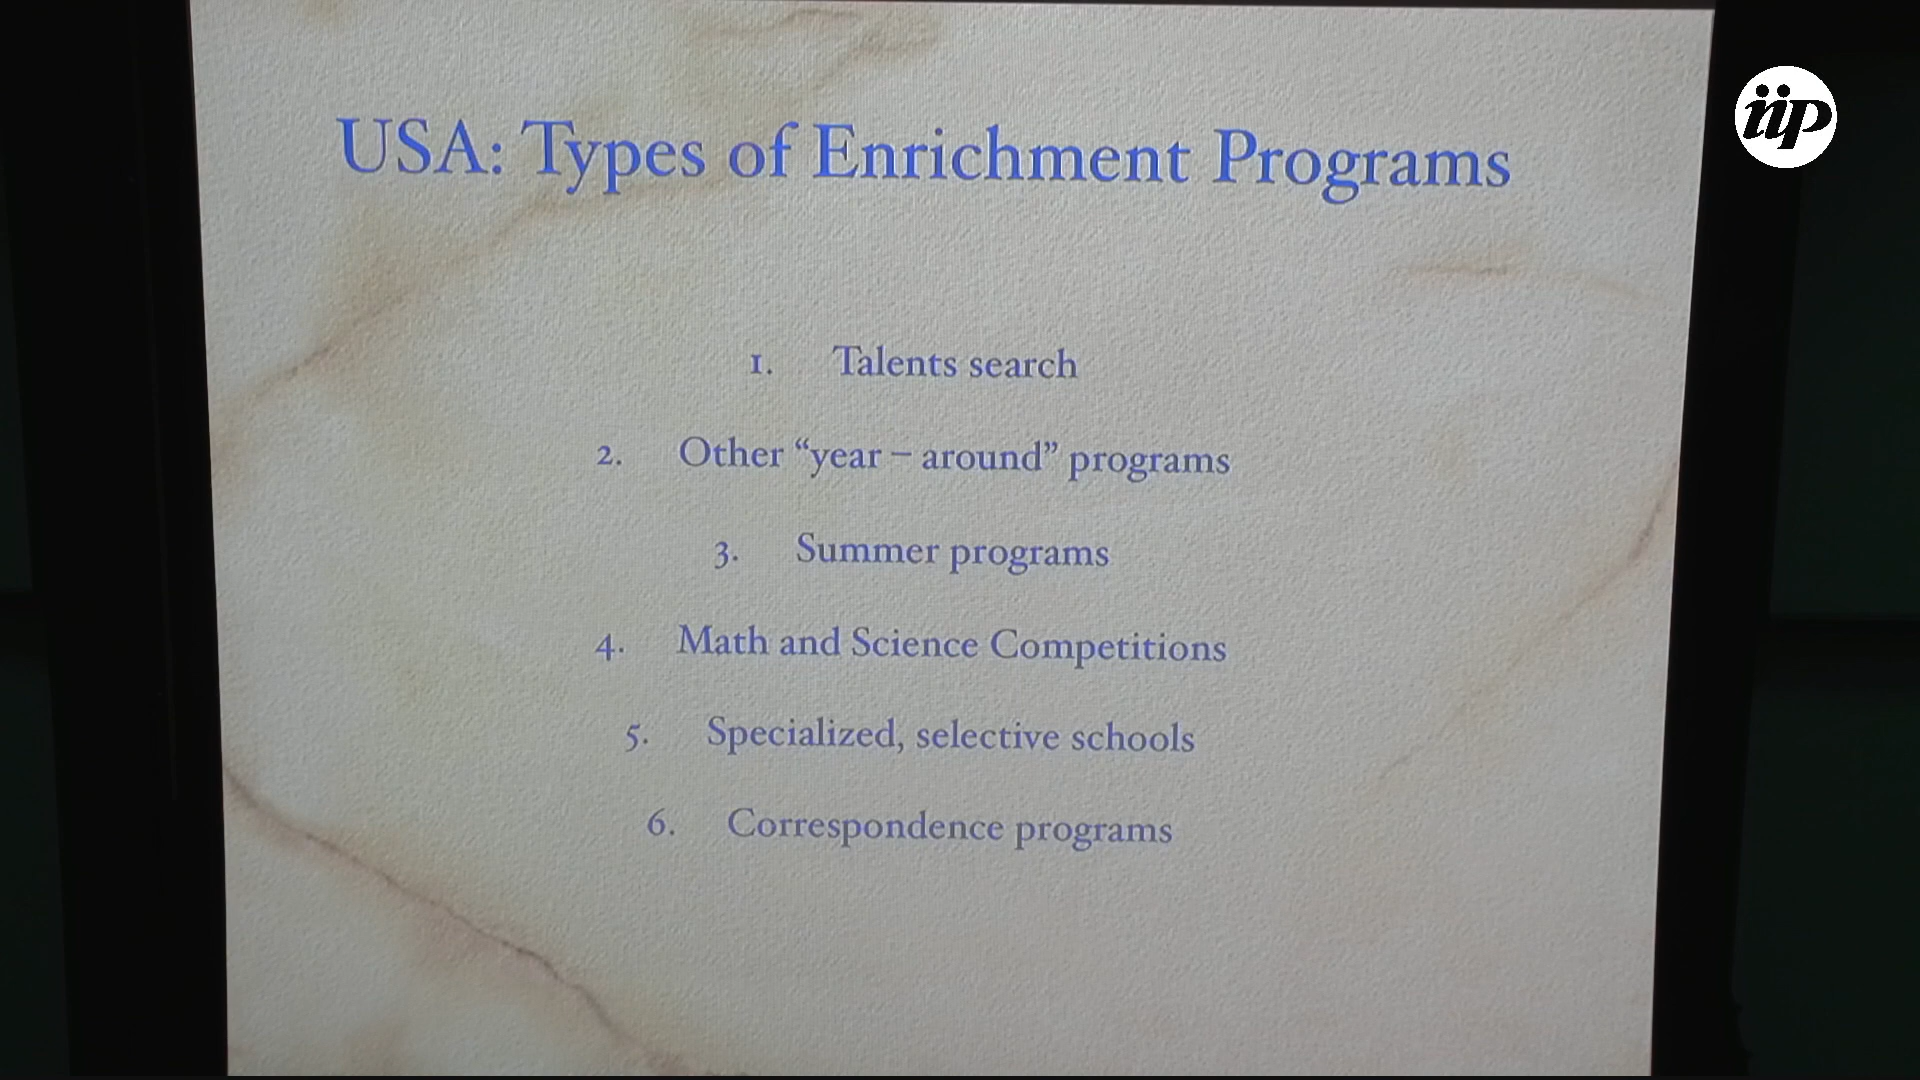 USA: Types of Enrichment Programs
iip
1. Talents search
2. Other “year – around” programs
3. Summer programs
4. Math and Science Competitions
5. Specialized, selective schools
6. Correspondence programs